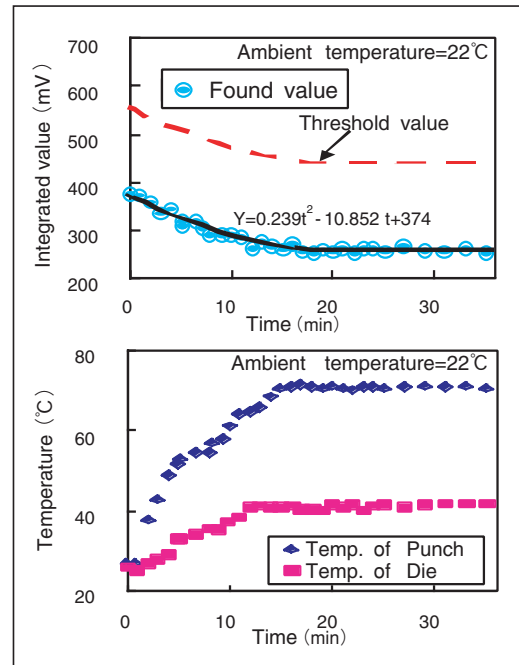 700
Ambient temperature=22℃
600
Found value
500
Threshold value
400
Y=0.239t²-10.852 t+374
300
200
Integrated value (mV)
0 10 20 30
Time (min)
80
Ambient temperature=22℃
60
40
Temp. of Punch
Temp. of Die
20
Temperature (℃)
0 10 20 30
Time (min)